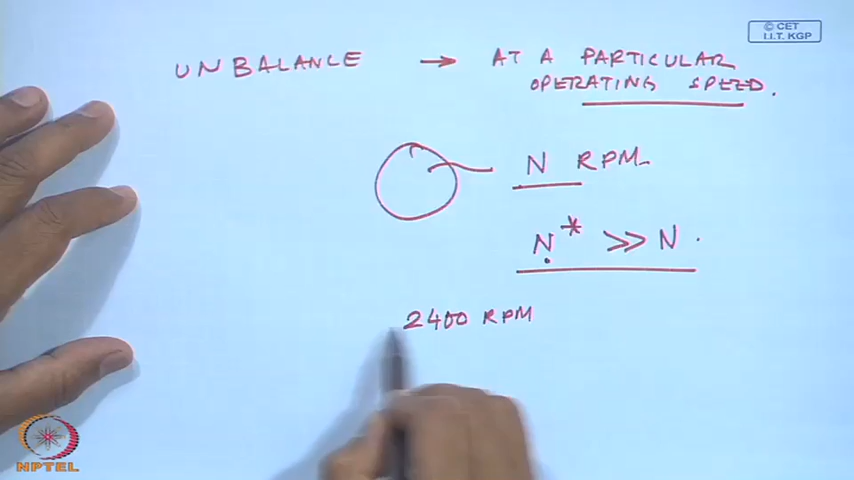 © CET
I.I.T. KGP
UNBALANCE → AT A PARTICULAR
OPERATING SPEED.
N RPM
N* >> N.
2400 RPM
NPTEL